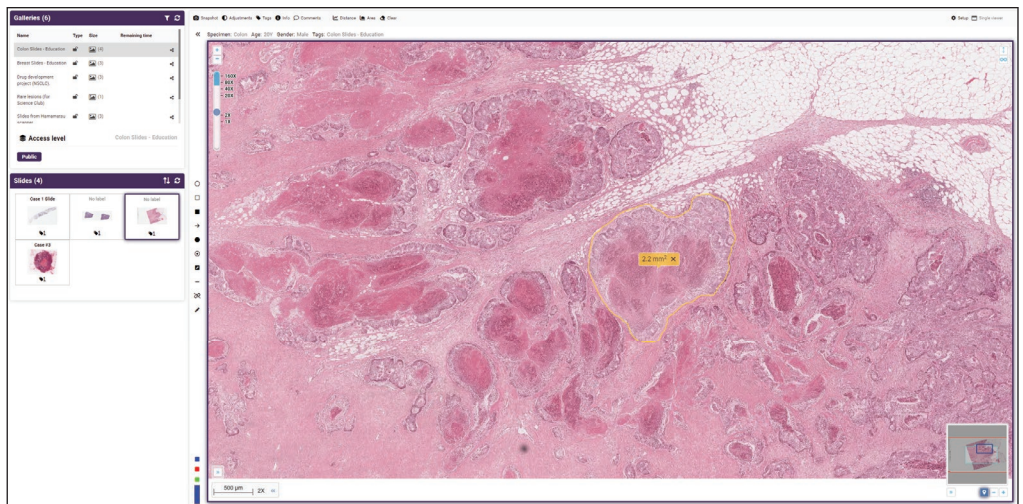 Galleries (6)
Name Type Size Remaining time
Colon Slides - Education (4)
Breast Slides - Education (3)
Drug development project (NSCLC) (3)
Rare lesions (for Science Club) (1)
Slides from Hamamatsu (3)
Access level Colon Slides - Education
Public
Slides (4)
Case 1 Slide No label No label
Case #3
Snapshot Adjustments Tags Info Comments Distance Area Clear Setup Single viewer
Specimen: Colon Age: 20Y Gender: Male Tags: Colon Slides - Education
160X
80X
40X
20X
2X
1X
2.2 mm²
500 μm 2X